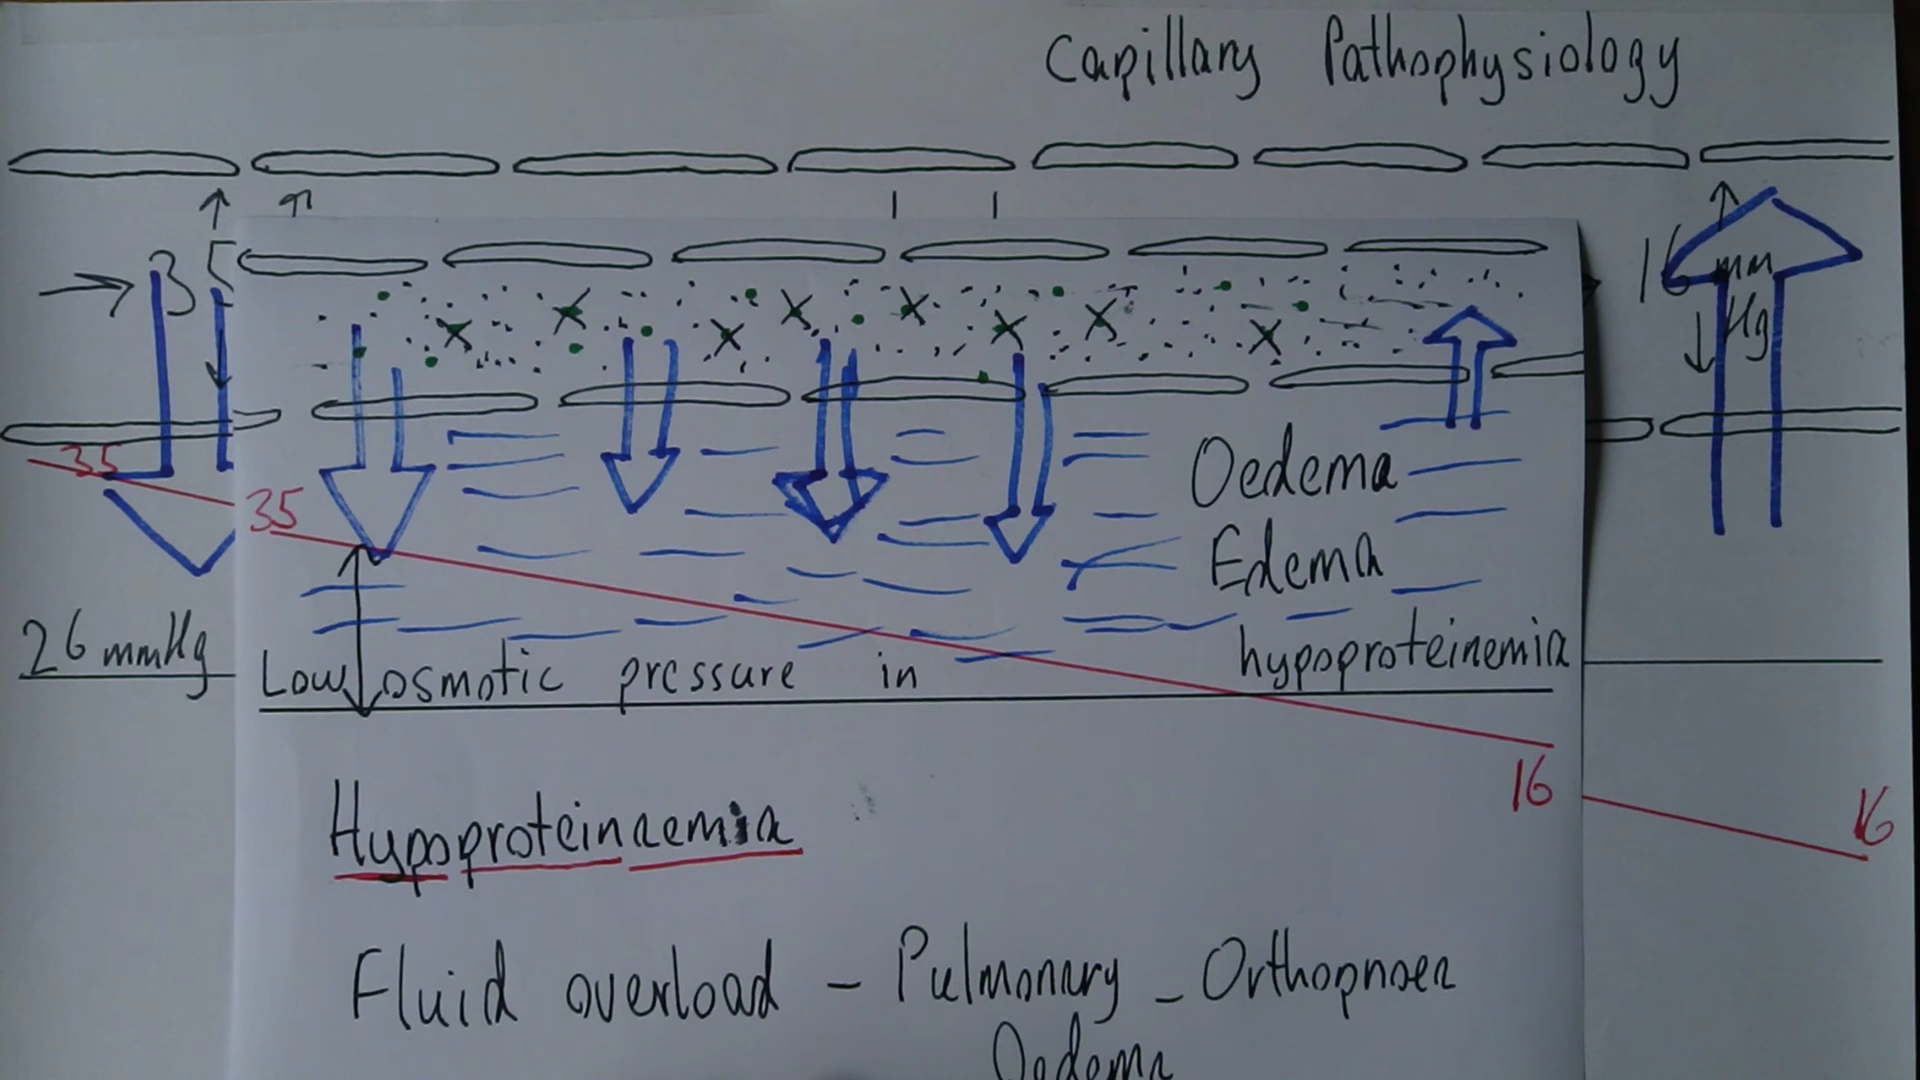 Capillary Pathophysiology
35
16 mm
Hg
35
35
Oedema
Edema
26 mmHg
Low osmotic pressure in hypoproteinemia
16
16
Hypoproteinaemia
Fluid overload - Pulmonary - Orthopnoea
Oedema